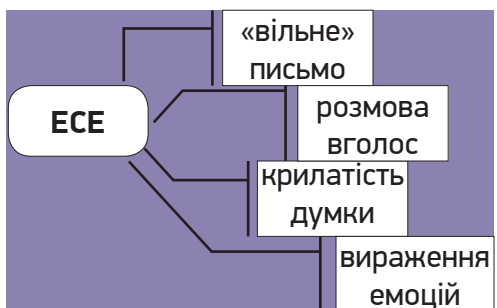 «вільне»
письмо
ЕСЕ
розмова
вголос
крилатість
думки
вираження
емоцій